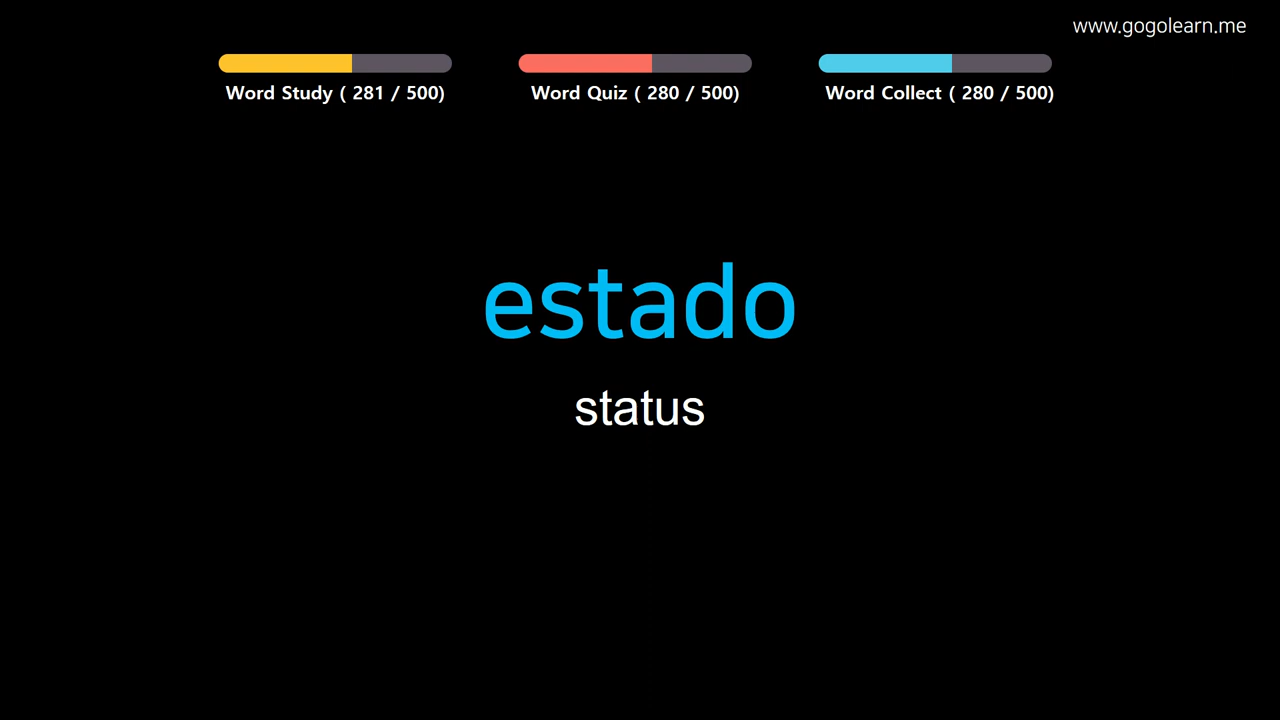 www.gogolearn.me
Word Study ( 281 / 500)
Word Quiz ( 280 / 500)
Word Collect ( 280 / 500)
estado
status